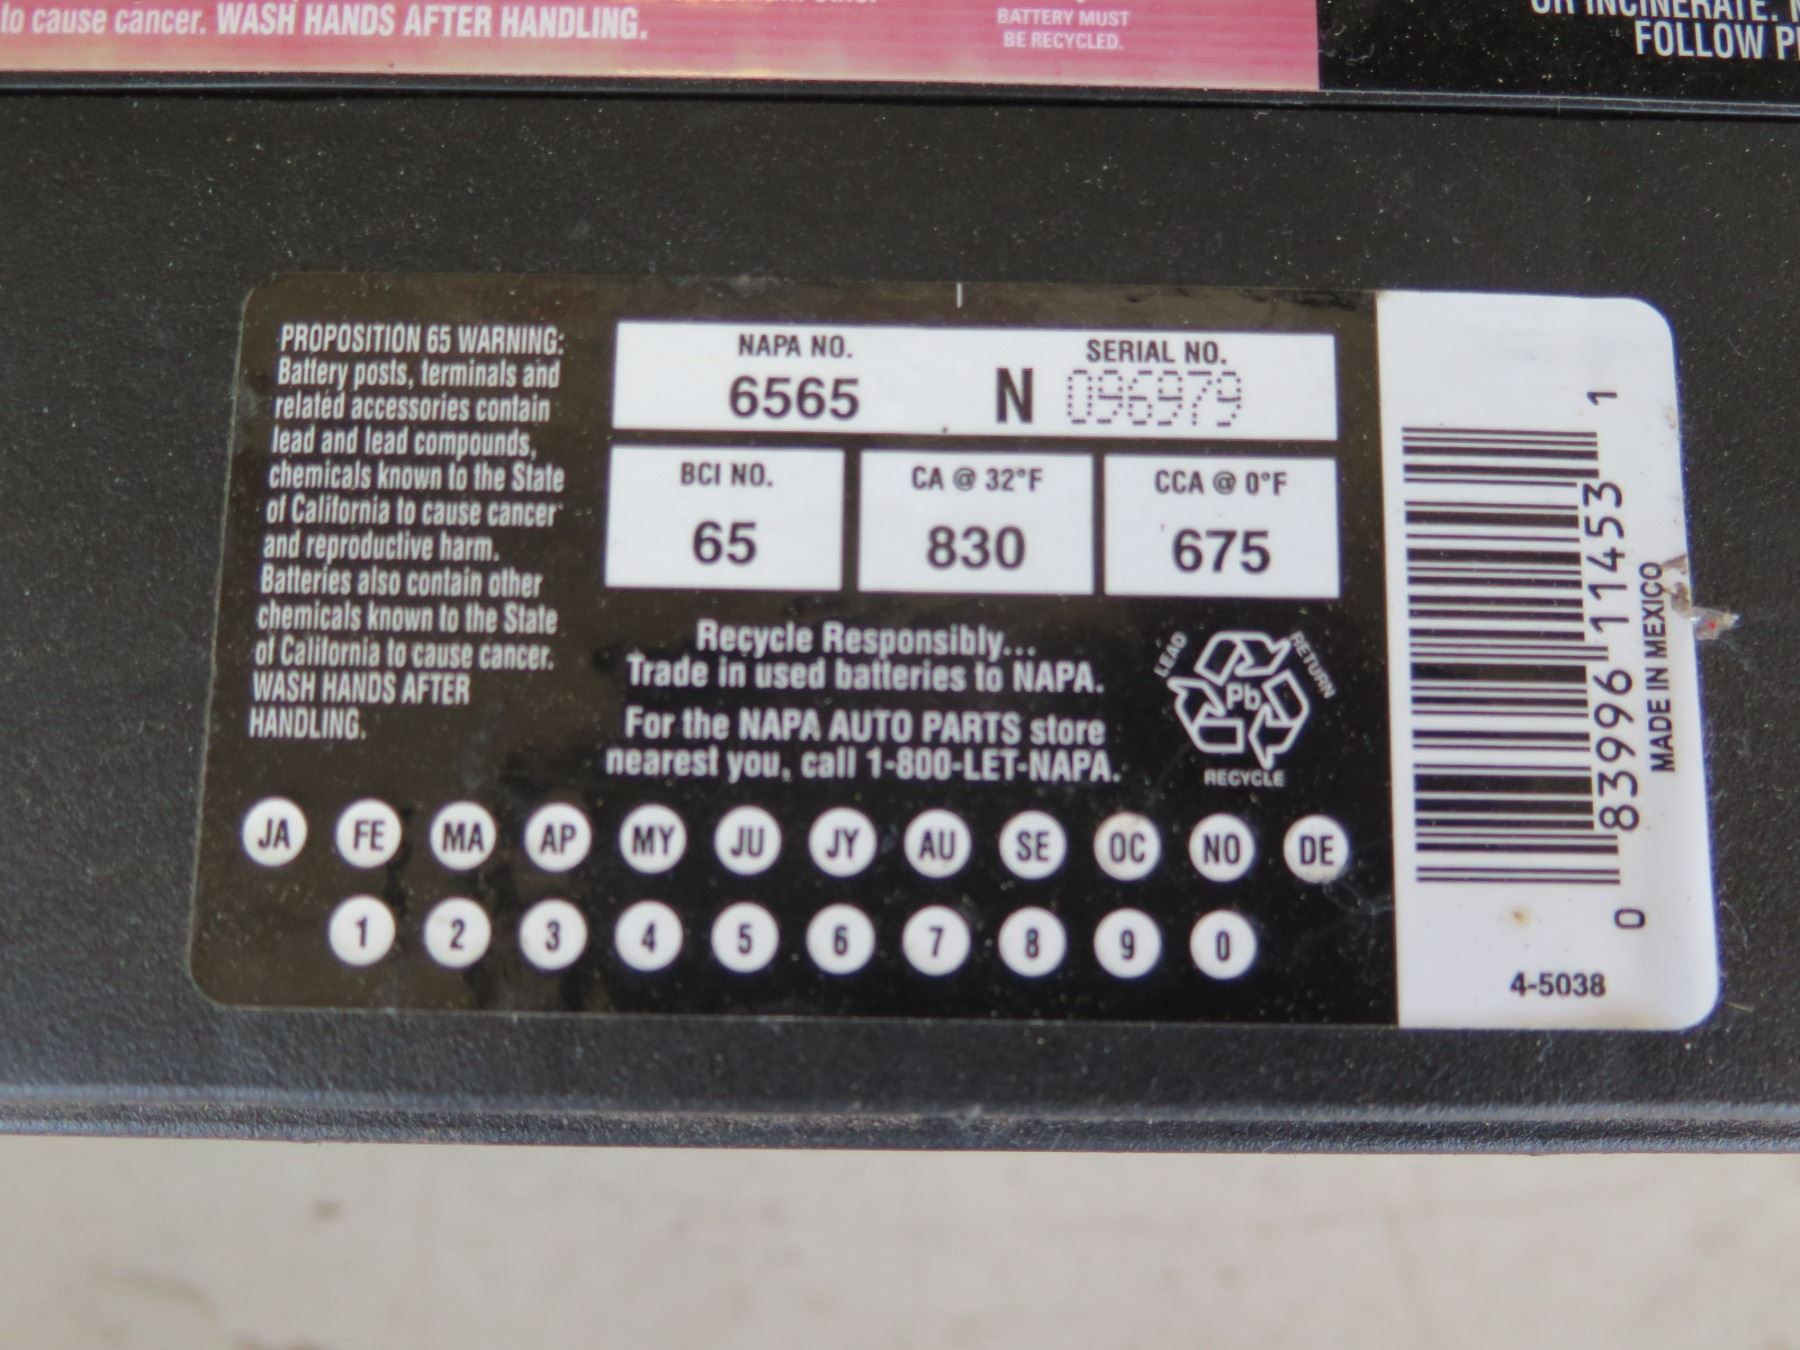 to cause cancer. WASH HANDS AFTER HANDLING.
BATTERY MUST
BE RECYCLED.
OR INCINERATE.
FOLLOW
PROPOSITION 65 WARNING:
Battery posts, terminals and
related accessories contain
lead and lead compounds,
chemicals known to the State
of California to cause cancer
and reproductive harm.
Batteries also contain other
chemicals known to the State
of California to cause cancer.
WASH HANDS AFTER
HANDLING.
NAPA NO.
6565
SERIAL NO.
N 096979
BCI NO.
65
CA @ 32°F
830
CCA @ 0°F
675
Recycle Responsibly...
Trade in used batteries to NAPA.
For the NAPA AUTO PARTS store
nearest you, call 1-800-LET-NAPA.
LEAD
RETURN
Pb
RECYCLE
JA FE MA AP MY JU JY AU SE OC NO DE
1 2 3 4 5 6 7 8 9 0
0 83996 11453 1
MADE IN MEXICO
4-5038